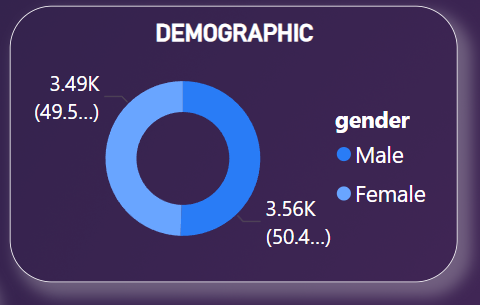 DEMOGRAPHIC
3.49K
(49.5...)
gender
Male
Female
3.56K
(50.4...)